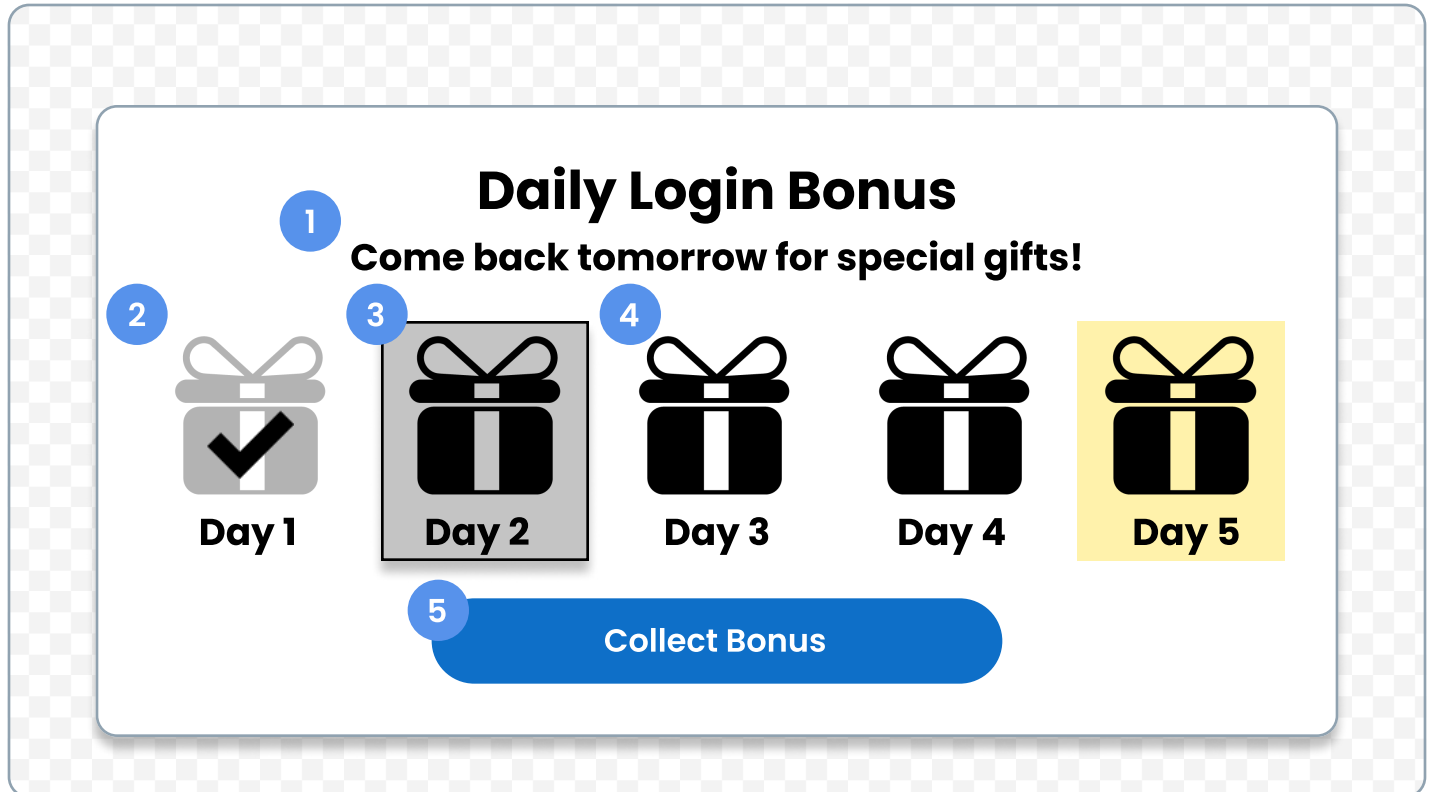 Daily Login Bonus
1
Come back tomorrow for special gifts!
2
3
4
Day 1
Day 2
Day 3
Day 4
Day 5
5
Collect Bonus